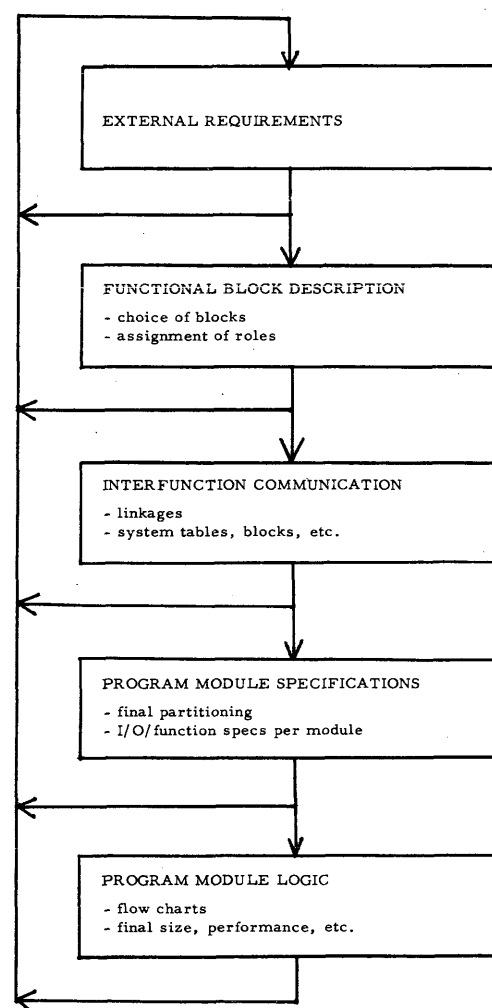 EXTERNAL REQUIREMENTS
FUNCTIONAL BLOCK DESCRIPTION
- choice of blocks
- assignment of roles
INTERFUNCTION COMMUNICATION
- linkages
- system tables, blocks, etc.
PROGRAM MODULE SPECIFICATIONS
- final partitioning
- I/O/function specs per module
PROGRAM MODULE LOGIC
- flow charts
- final size, performance, etc.